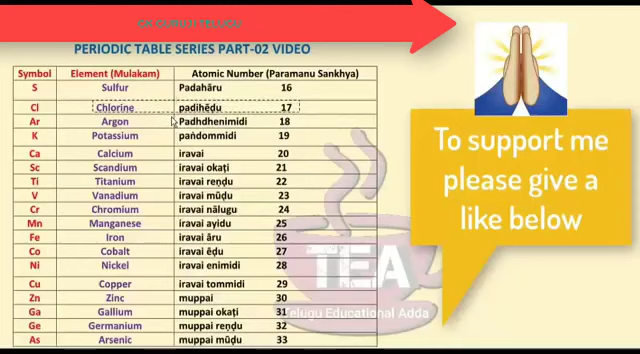 GK GURUJI TELUGU
PERIODIC TABLE SERIES PART-02 VIDEO
Symbol Element (Mulakam) Atomic Number (Paramanu Sankhya)
S Sulfur Padahāru 16
Cl Chlorine padihēḍu 17
Ar Argon Padhdhenimidi 18
K Potassium paṅdommidi 19
Ca Calcium iravai 20
Sc Scandium iravai okaṭi 21
Ti Titanium iravai reṇḍu 22
V Vanadium iravai mūḍu 23
Cr Chromium iravai nālugu 24
Mn Manganese iravai ayidu 25
Fe Iron iravai āru 26
Co Cobalt iravai ēḍu 27
Ni Nickel iravai enimidi 28
Cu Copper iravai tommidi 29
Zn Zinc muppai 30
Ga Gallium muppai okaṭi 31
Ge Germanium muppai reṇḍu 32
As Arsenic muppai mūḍu 33
TEA
Telugu Educational Adda
To support me
please give a
like below